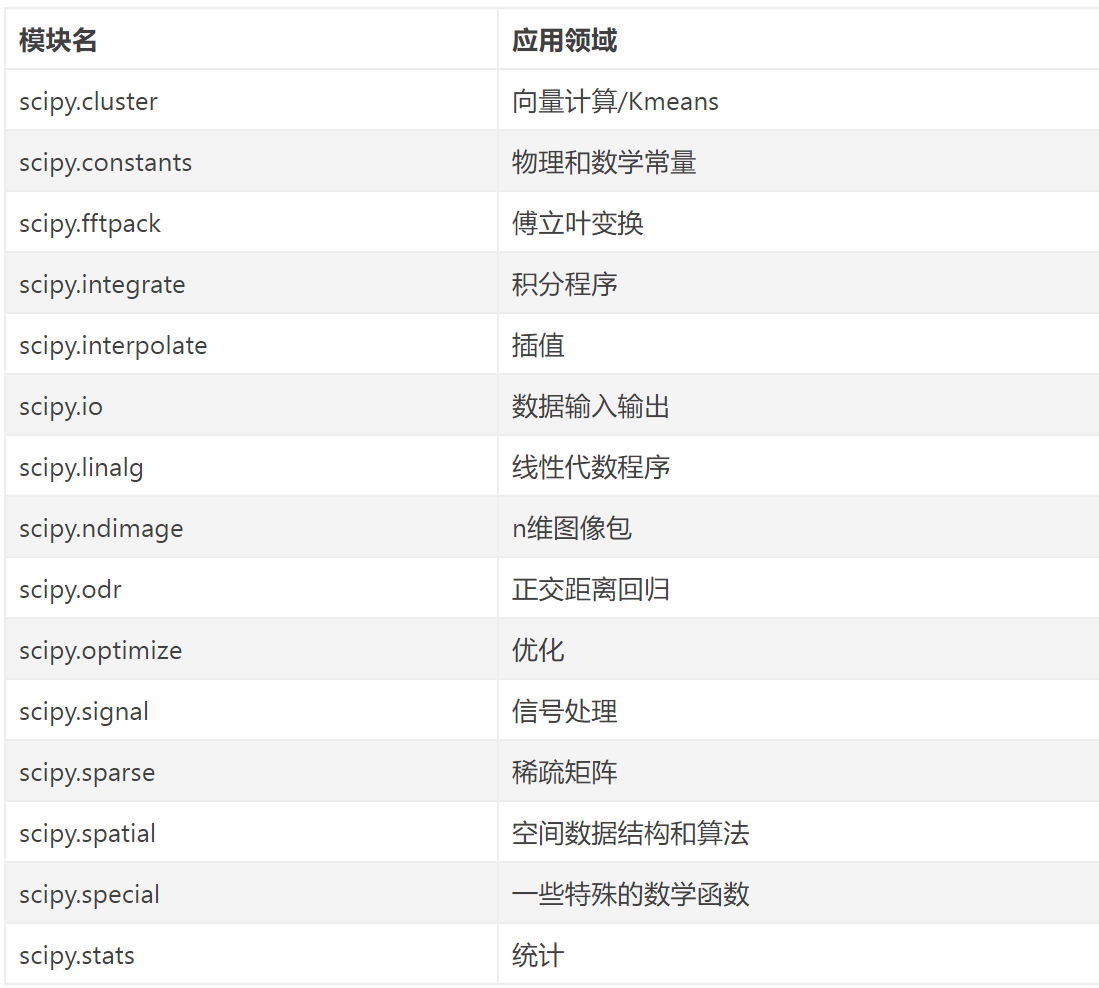 模块名 应用领域
scipy.cluster 向量计算/Kmeans
scipy.constants 物理和数学常量
scipy.fftpack 傅立叶变换
scipy.integrate 积分程序
scipy.interpolate 插值
scipy.io 数据输入输出
scipy.linalg 线性代数程序
scipy.ndimage n维图像包
scipy.odr 正交距离回归
scipy.optimize 优化
scipy.signal 信号处理
scipy.sparse 稀疏矩阵
scipy.spatial 空间数据结构和算法
scipy.special 一些特殊的数学函数
scipy.stats 统计